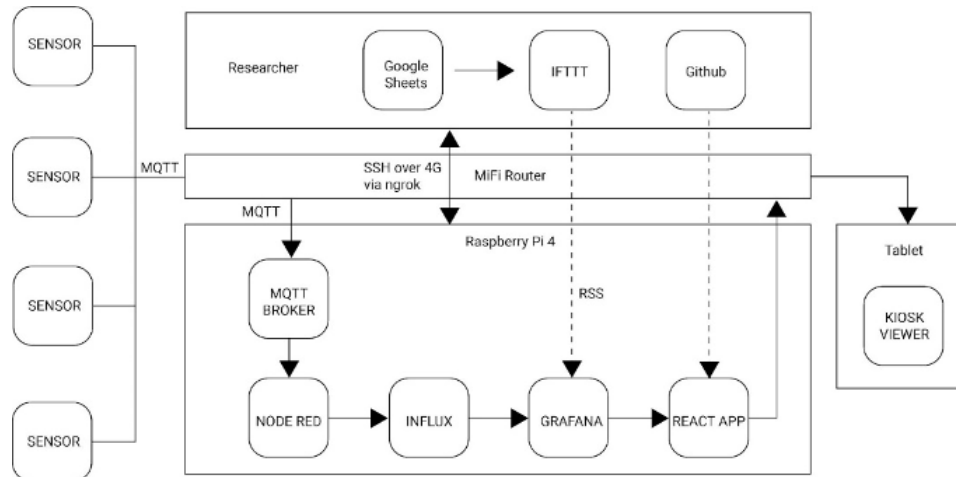 SENSOR
SENSOR
SENSOR
SENSOR
MQTT
Researcher
Google
Sheets
IFTTT
Github
SSH over 4G
via ngrok
MiFi Router
MQTT
Raspberry Pi 4
MQTT
BROKER
RSS
NODE RED
INFLUX
GRAFANA
REACT APP
Tablet
KIOSK
VIEWER